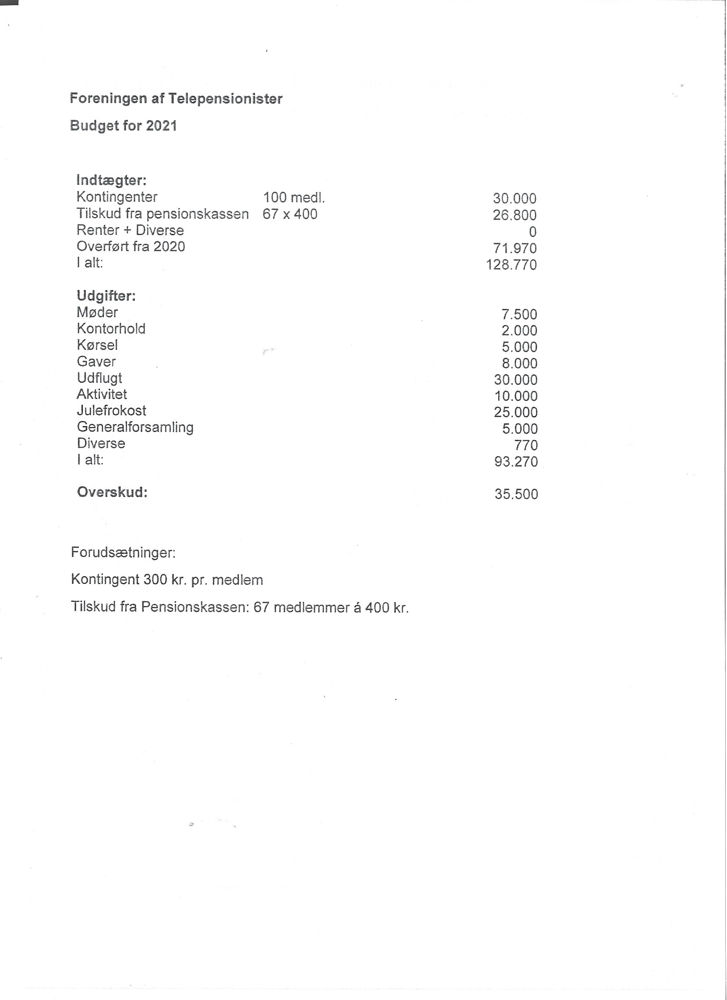 Foreningen af Telepensionister
Budget for 2021
Indtægter:
Kontingenter 100 medl. 30.000
Tilskud fra pensionskassen 67 x 400 26.800
Renter + Diverse 0
Overført fra 2020 71.970
I alt: 128.770
Udgifter:
Møder 7.500
Kontorhold 2.000
Kørsel 5.000
Gaver 8.000
Udflugt 30.000
Aktivitet 10.000
Julefrokost 25.000
Generalforsamling 5.000
Diverse 770
I alt: 93.270
Overskud: 35.500
Forudsætninger:
Kontingent 300 kr. pr. medlem
Tilskud fra Pensionskassen: 67 medlemmer á 400 kr.